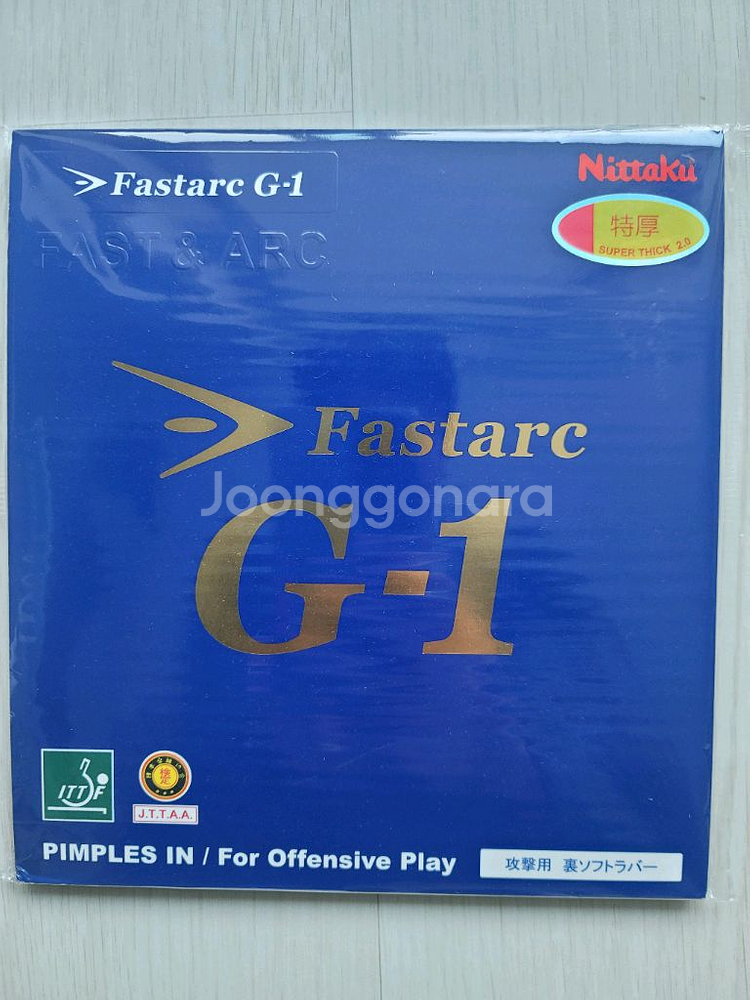 Fastarc G-1
Nittaku
FAST & ARC
特厚
SUPER THICK 2.0
Fastarc
Joonggonara
G-1
ITTF
J.T.T.A.A.
PIMPLES IN / For Offensive Play
攻撃用 裏ソフトラバー